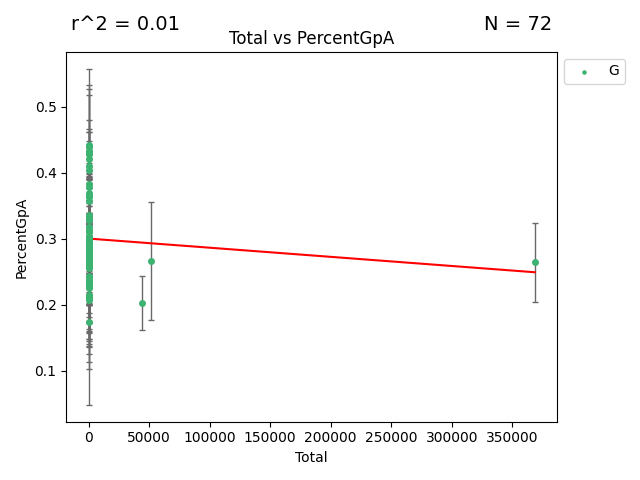 r^2 = 0.01
N = 72
Total vs PercentGpA
G
PercentGpA
0.5
0.4
0.3
0.2
0.1
0 50000 100000 150000 200000 250000 300000 350000
Total